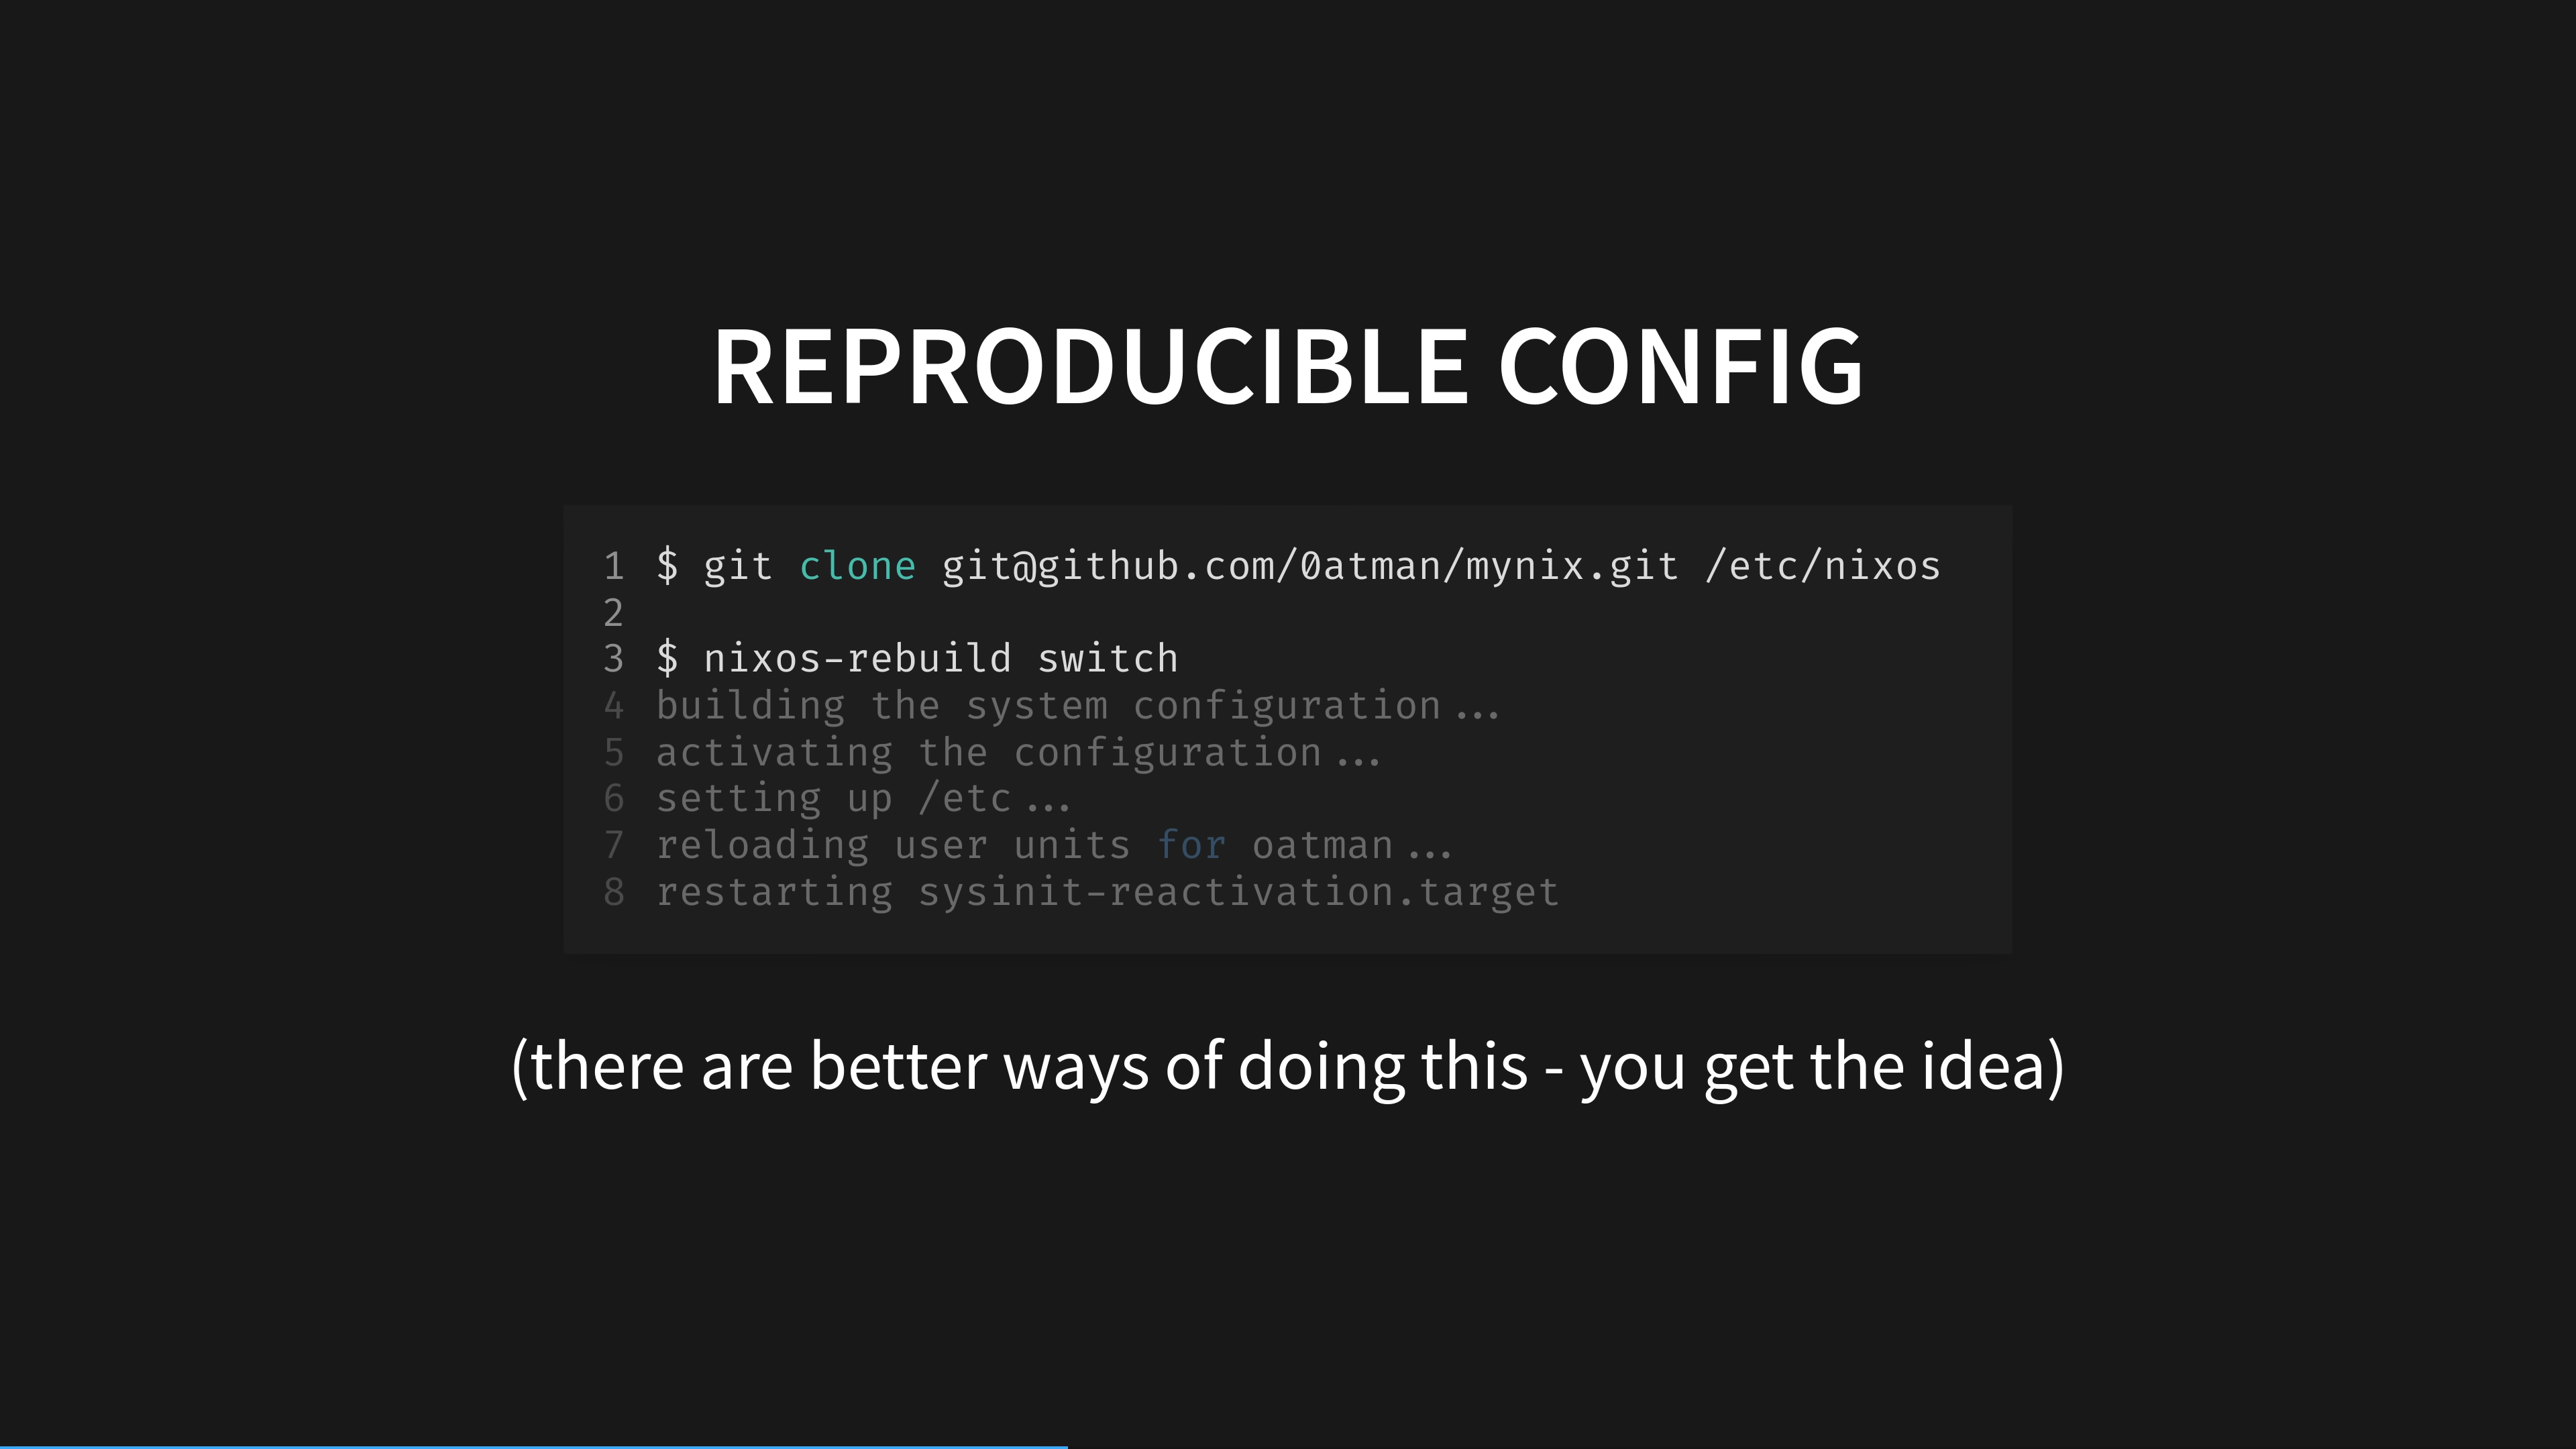 REPRODUCIBLE CONFIG
1 $ git clone git@github.com/0atman/mynix.git /etc/nixos
2
3 $ nixos-rebuild switch
4 building the system configuration...
5 activating the configuration...
6 setting up /etc...
7 reloading user units for oatman...
8 restarting sysinit-reactivation.target
(there are better ways of doing this - you get the idea)